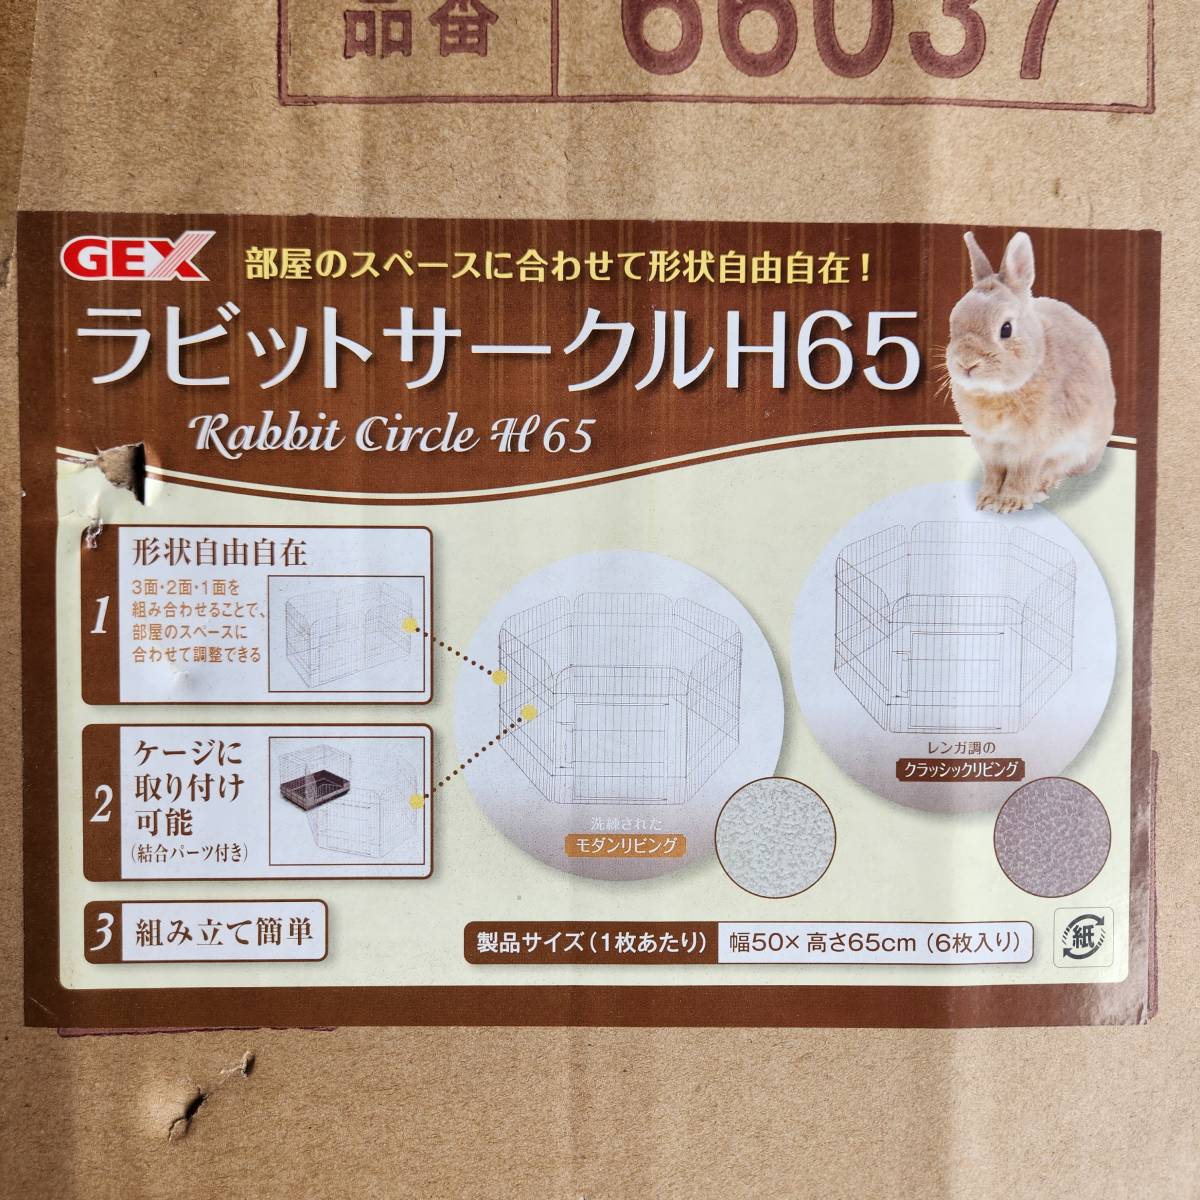 品番 66037
GEX
部屋のスペースに合わせて形状自由自在！
ラビットサークルH65
Rabbit Circle H65
1
形状自由自在
3面・2面・1面を
組み合わせることで、
部屋のスペースに
合わせて調整できる
2
ケージに
取り付け
可能
(結合パーツ付き)
3 組み立て簡単
洗練された
モダンリビング
レンガ調の
クラッシックリビング
製品サイズ（1枚あたり） 幅50×高さ65cm（6枚入り）
紙